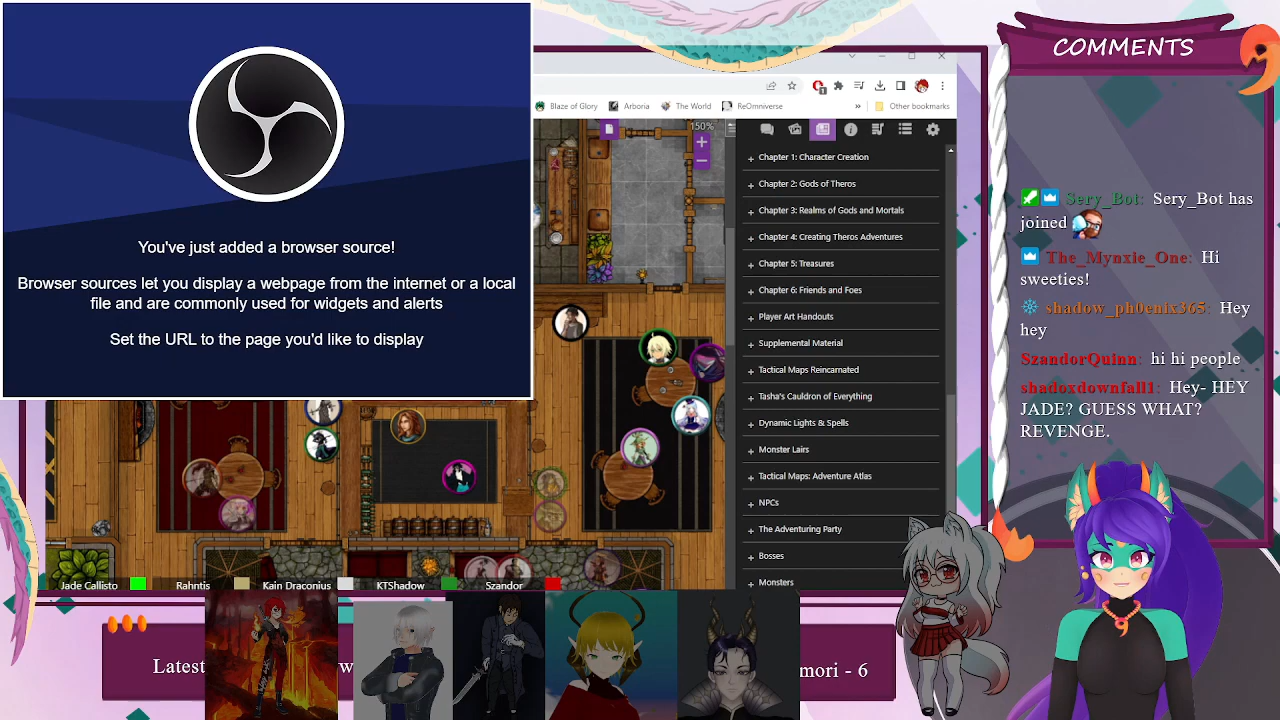 You've just added a browser source!
Browser sources let you display a webpage from the internet or a local
file and are commonly used for widgets and alerts
Set the URL to the page you'd like to display
1
Blaze of Glory
Arboria
The World
ReOmniverse
»
Other bookmarks
150%
+
−
Chapter 1: Character Creation
Chapter 2: Gods of Theros
Chapter 3: Realms of Gods and Mortals
Chapter 4: Creating Theros Adventures
Chapter 5: Treasures
Chapter 6: Friends and Foes
Player Art Handouts
Supplemental Material
Tactical Maps Reincarnated
Tasha's Cauldron of Everything
Dynamic Lights & Spells
Monster Lairs
Tactical Maps: Adventure Atlas
NPCs
The Adventuring Party
Bosses
Monsters
Jade Callisto
Rahntis
Kain Draconius
KTShadow
Szandor
Latest
w
mori - 6
COMMENTS
Sery_Bot: Sery_Bot has
joined
The_Mynxie_One: Hi
sweeties!
shadow_ph0enix365: Hey
hey
SzandorQuinn: hi hi people
shadoxdownfall1: Hey- HEY
JADE? GUESS WHAT?
REVENGE.